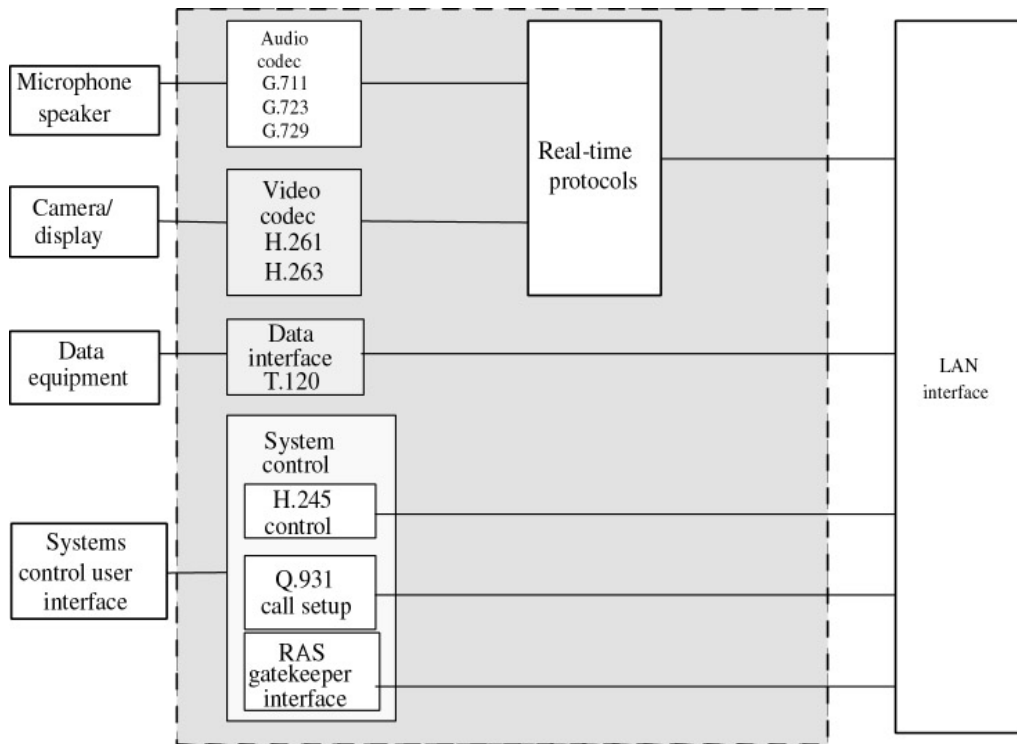 Microphone
speaker
Audio
codec
G.711
G.723
G.729
Real-time
protocols
Camera/
display
Video
codec
H.261
H.263
Data
equipment
Data
interface
T.120
LAN
interface
Systems
control user
interface
System
control
H.245
control
Q.931
call setup
RAS
gatekeeper
interface